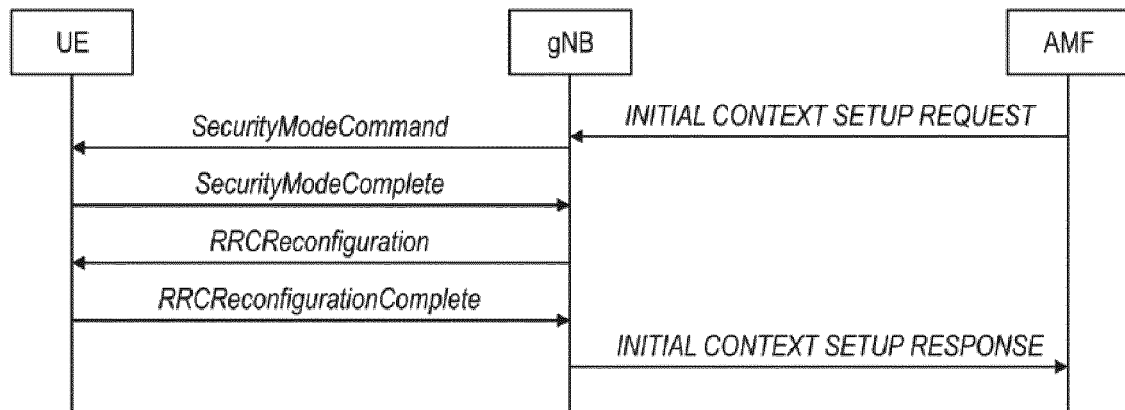 UE
gNB
AMF
INITIAL CONTEXT SETUP REQUEST
SecurityModeCommand
SecurityModeComplete
RRCReconfiguration
RRCReconfigurationComplete
INITIAL CONTEXT SETUP RESPONSE